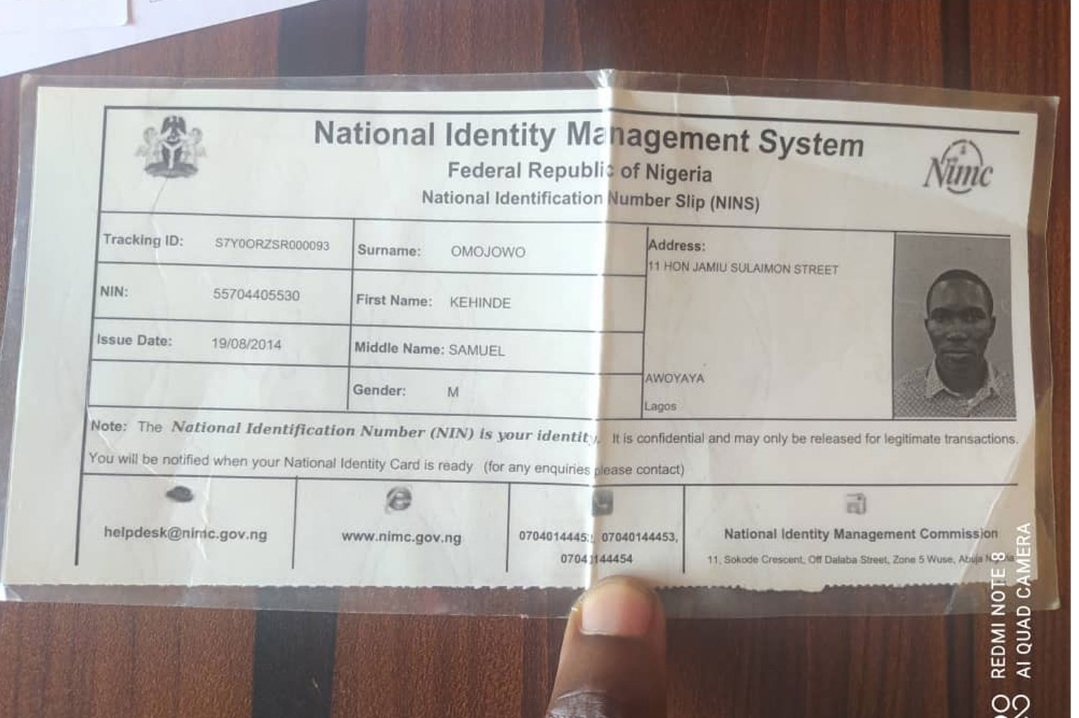 National Identity Management System
Federal Republic of Nigeria
National Identification Number Slip (NINS)
Nimc
Tracking ID: S7Y0ORZSR000093
Surname: OMOJOWO
Address:
11 HON JAMIU SULAIMON STREET
NIN: 55704405530
First Name: KEHINDE
Issue Date: 19/08/2014
Middle Name: SAMUEL
AWOYAYA
Gender: M
Lagos
Note: The National Identification Number (NIN) is your identity. It is confidential and may only be released for legitimate transactions.
You will be notified when your National Identity Card is ready (for any enquiries please contact)
helpdesk@nimc.gov.ng
www.nimc.gov.ng
07040144453,
National Identity Management Commission
11, Sokode Crescent, Off Dalaba Street, Zone 5 Wuse, Abuja
REDMI NOTE 8
AI QUAD CAMERA